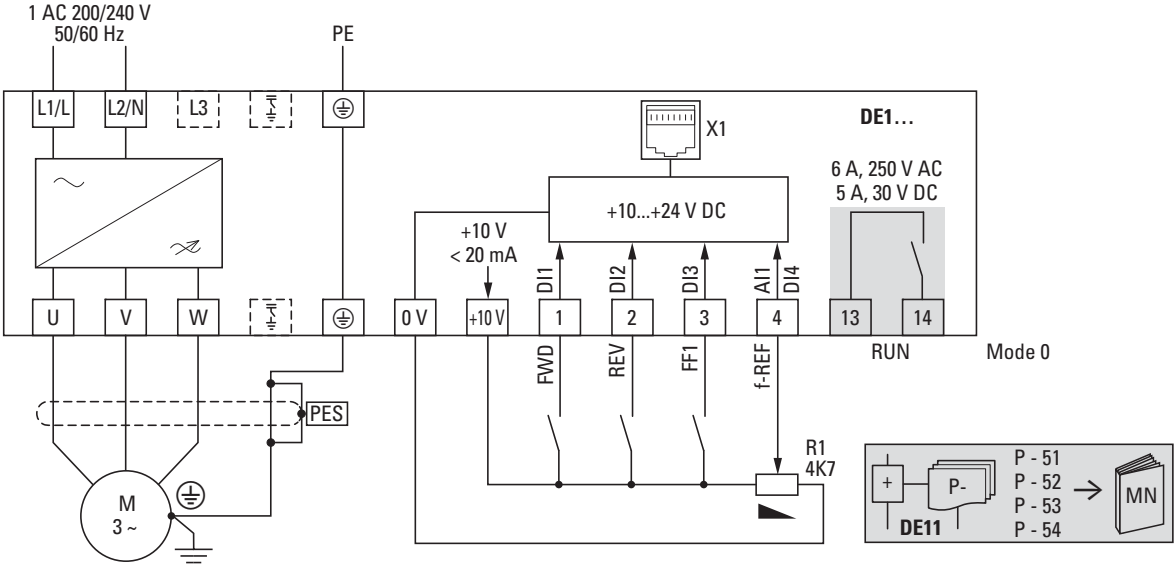 1 AC 200/240 V
50/60 Hz
PE
L1/L
L2/N
L3
X1
DE1…
6 A, 250 V AC
5 A, 30 V DC
+10...+24 V DC
+10 V
< 20 mA
DI1
DI2
DI3
AI1
DI4
U
V
W
0 V
+10 V
1
2
3
4
13
14
FWD
REV
FF1
f-REF
RUN
Mode 0
PES
R1
4K7
M
3 ~
+
P-
DE11
P - 51
P - 52
P - 53
P - 54
MN